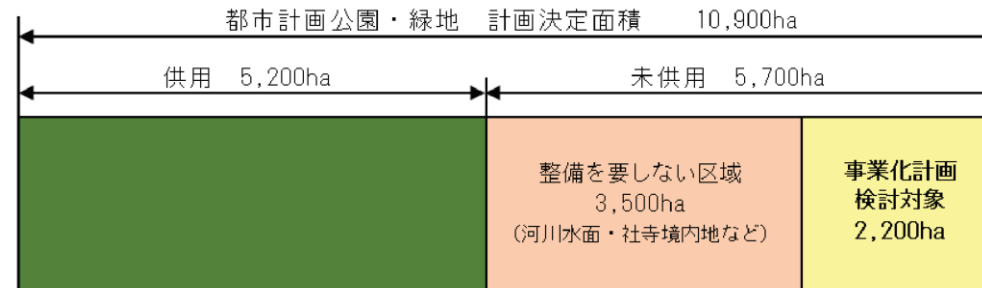 都市計画公園・緑地　計画決定面積　　10,900ha
供用　5,200ha
未供用　5,700ha
整備を要しない区域
3,500ha
（河川水面・社寺境内地など）
事業化計画
検討対象
2,200ha